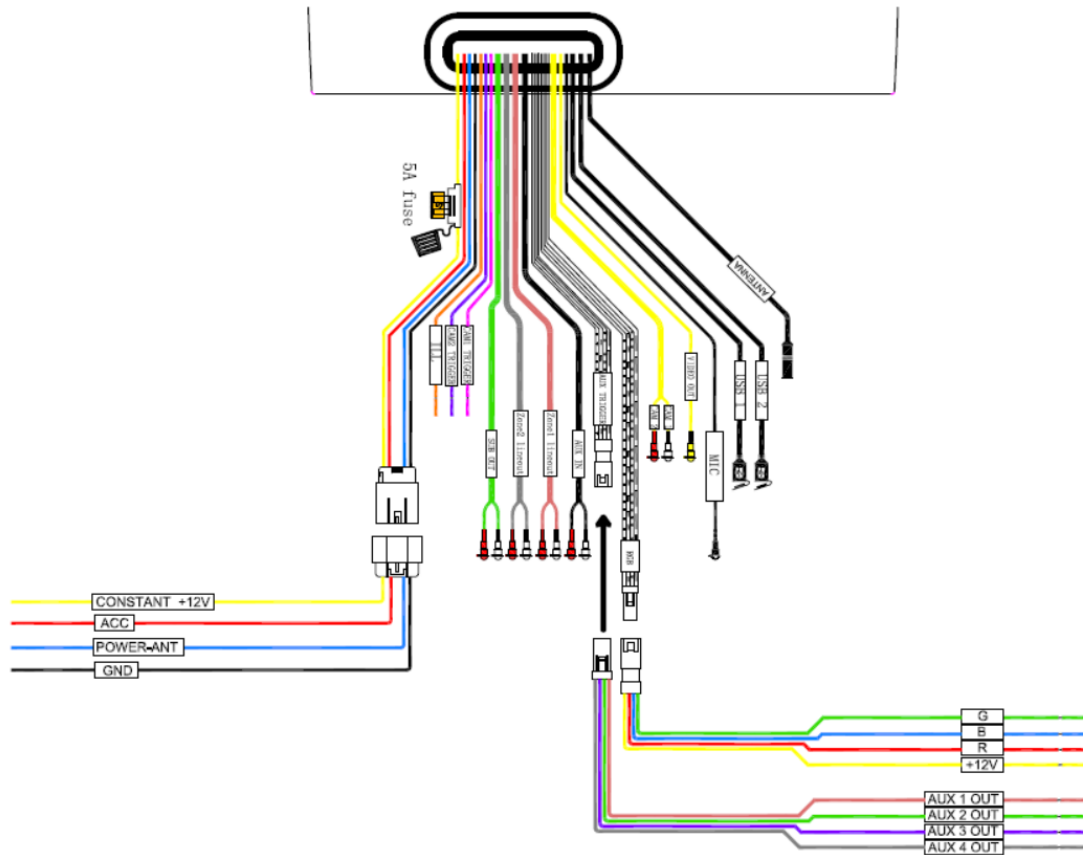 5A fuse
ANTENNA
ILL
CAM2 TRIGGER
CAM1 TRIGGER
SUB OUT
Zone2 lineout
Zone1 lineout
AUX IN
AUX TRIGGER
RGB
VIDEO OUT
MIC
USB 1
USB 2
CONSTANT +12V
ACC
POWER-ANT
GND
G
B
R
+12V
AUX 1 OUT
AUX 2 OUT
AUX 3 OUT
AUX 4 OUT